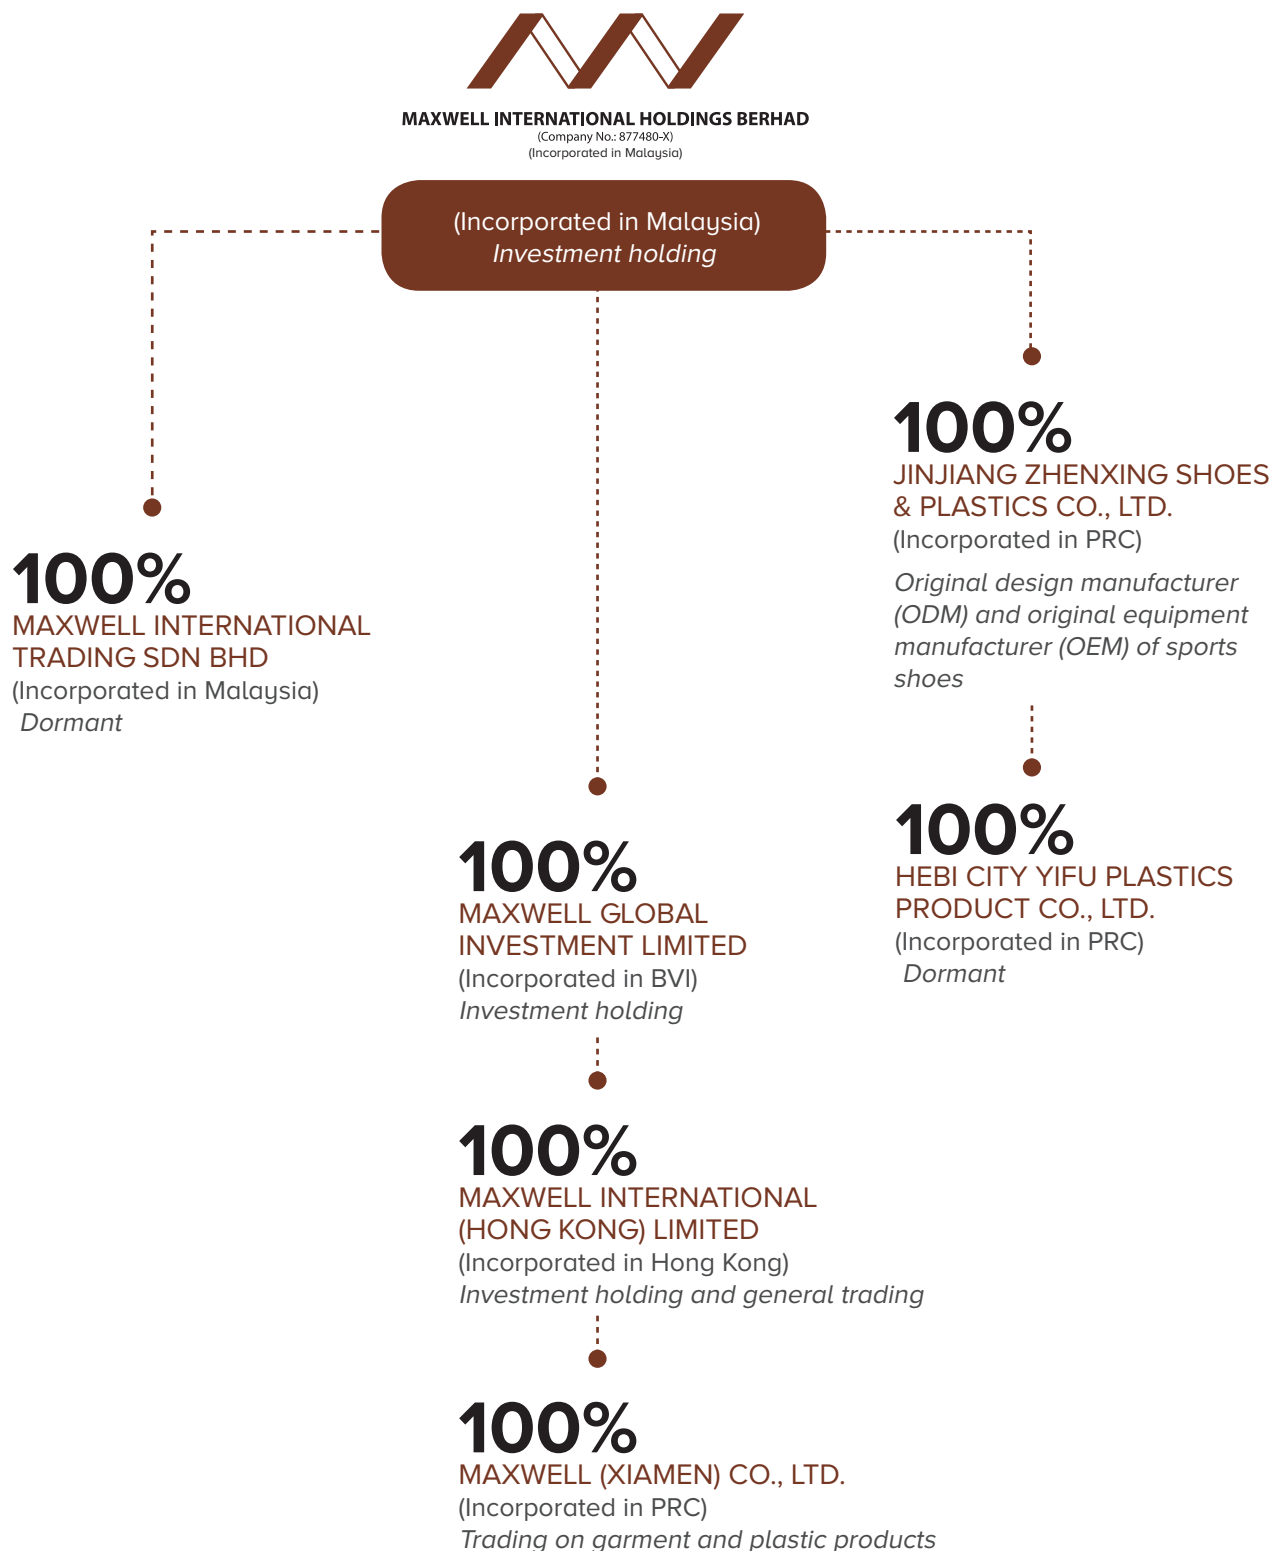 MAXWELL INTERNATIONAL HOLDINGS BERHAD
(Company No.: 877480-X)
(Incorporated in Malaysia)
(Incorporated in Malaysia)
Investment holding
100%
MAXWELL INTERNATIONAL
TRADING SDN BHD
(Incorporated in Malaysia)
Dormant
100%
MAXWELL GLOBAL
INVESTMENT LIMITED
(Incorporated in BVI)
Investment holding
100%
MAXWELL INTERNATIONAL
(HONG KONG) LIMITED
(Incorporated in Hong Kong)
Investment holding and general trading
100%
MAXWELL (XIAMEN) CO., LTD.
(Incorporated in PRC)
Trading on garment and plastic products
100%
JINJIANG ZHENXING SHOES
& PLASTICS CO., LTD.
(Incorporated in PRC)
Original design manufacturer
(ODM) and original equipment
manufacturer (OEM) of sports
shoes
100%
HEBI CITY YIFU PLASTICS
PRODUCT CO., LTD.
(Incorporated in PRC)
Dormant